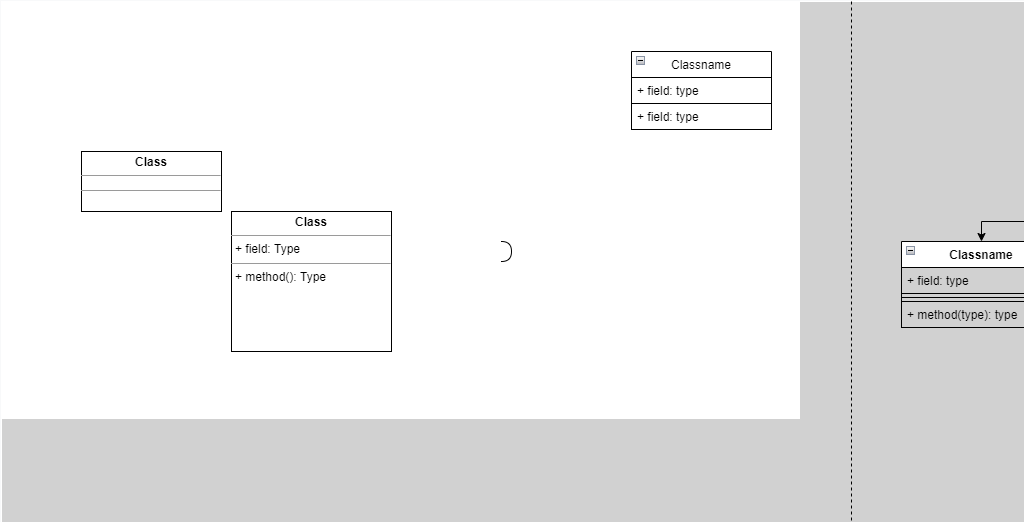 Classname
+ field: type
+ field: type
Class
Class
+ field: Type
+ method(): Type
Classname
+ field: type
+ method(type): type